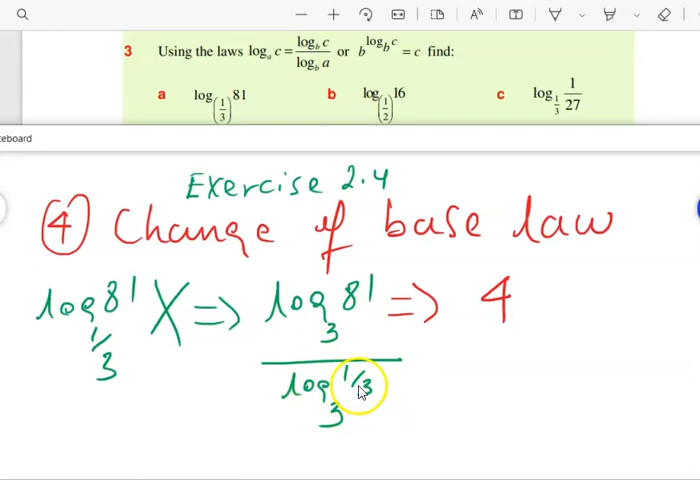 3 Using the laws log_a c = log_b c / log_b a or b^(log_b c) = c find:
a log_(1/3) 81 b log_(1/2) 16 c log_(1/3) 1/27
teboard
Exercise 2.4
④ Change of base law
log_(1/3) 81 X => log_3 81 / log_3 1/3 => 4